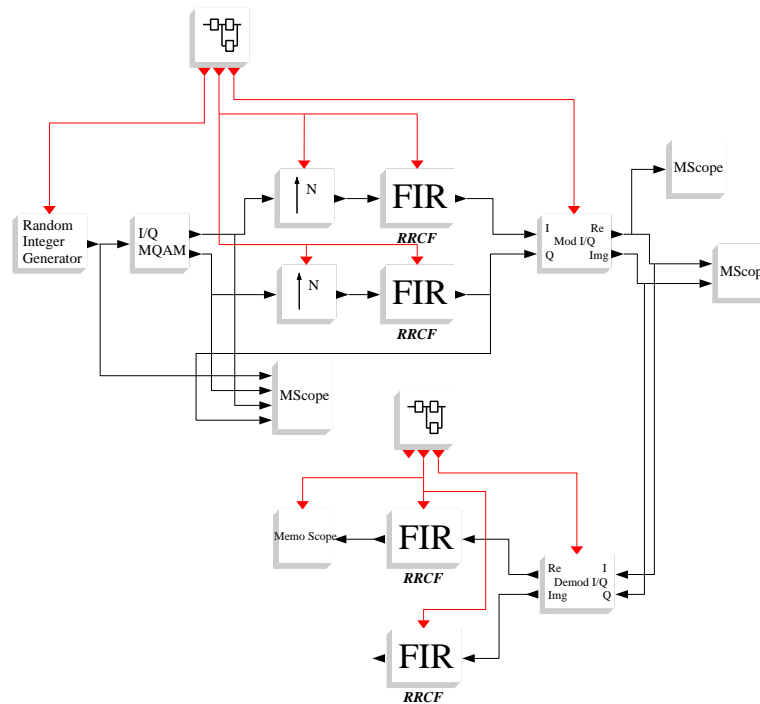 N
FIR
RRCF
MScope
Random
Integer
Generator
I/Q
MQAM
I Re
Mod I/Q
Q Img
MScop
N
FIR
RRCF
MScope
Memo Scope
FIR
RRCF
Re I
Demod I/Q
Img Q
FIR
RRCF